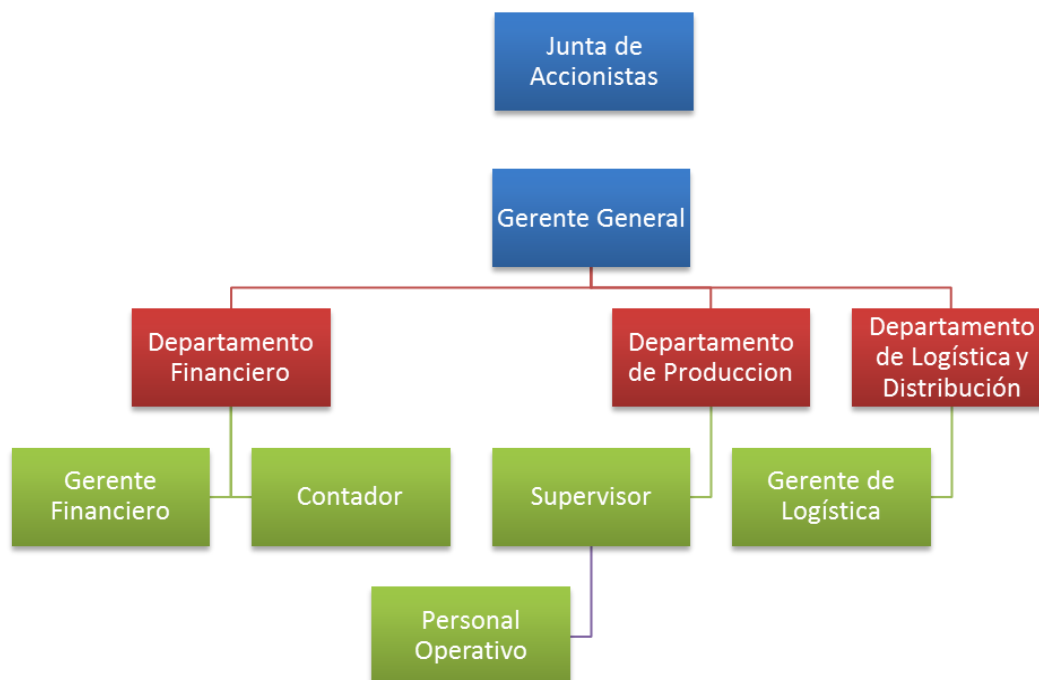 Junta de
Accionistas
Gerente General
Departamento
Financiero
Departamento
de Produccion
Departamento
de Logística y
Distribución
Gerente
Financiero
Contador
Supervisor
Gerente de
Logística
Personal
Operativo